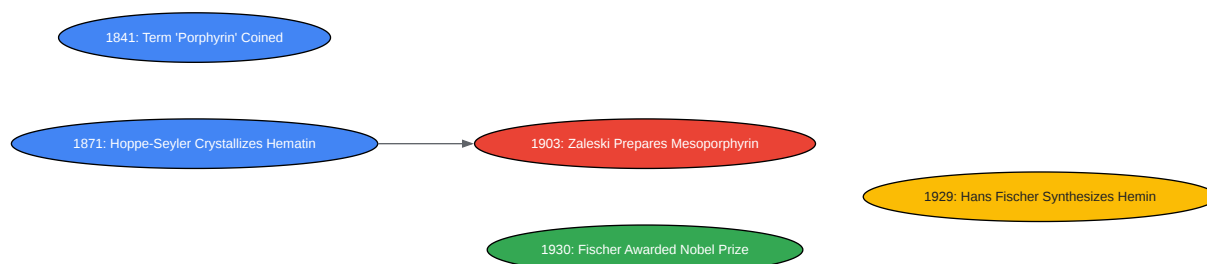 1841: Term 'Porphyrin' Coined
1871: Hoppe-Seyler Crystallizes Hematin
1903: Zaleski Prepares Mesoporphyrin
1929: Hans Fischer Synthesizes Hemin
1930: Fischer Awarded Nobel Prize